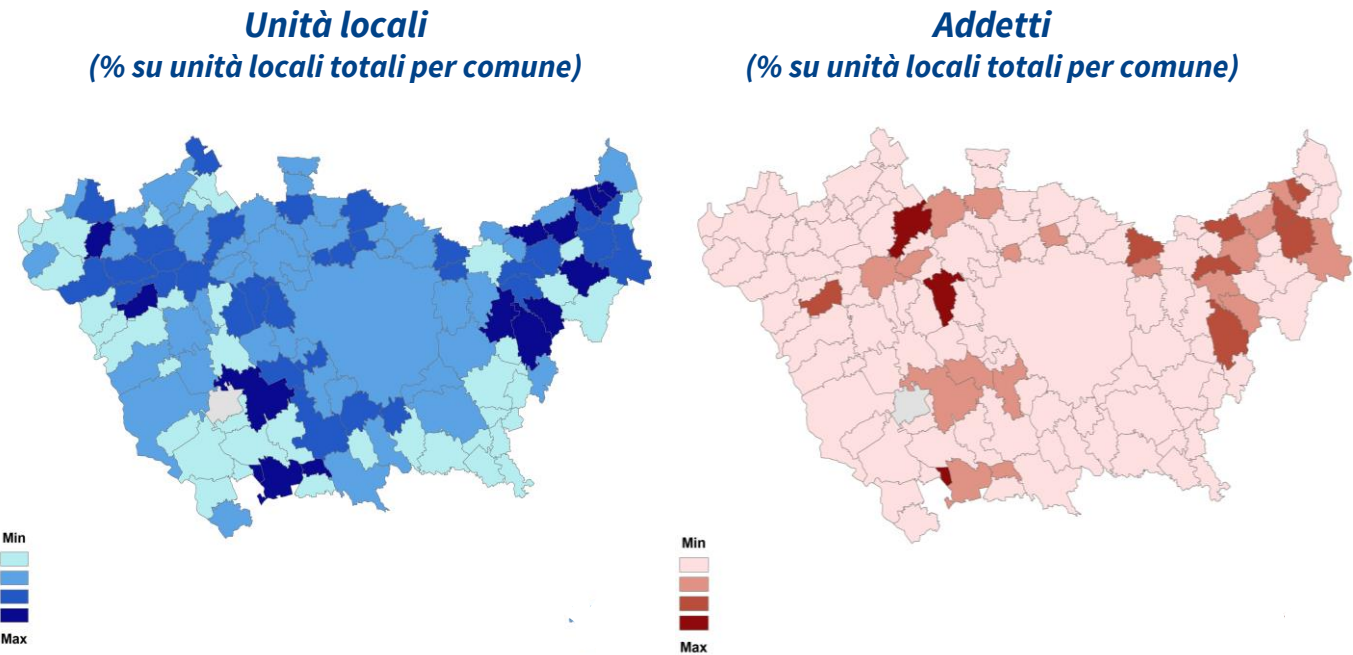 Unità locali
(% su unità locali totali per comune)
Addetti
(% su unità locali totali per comune)
Min
Max
Min
Max